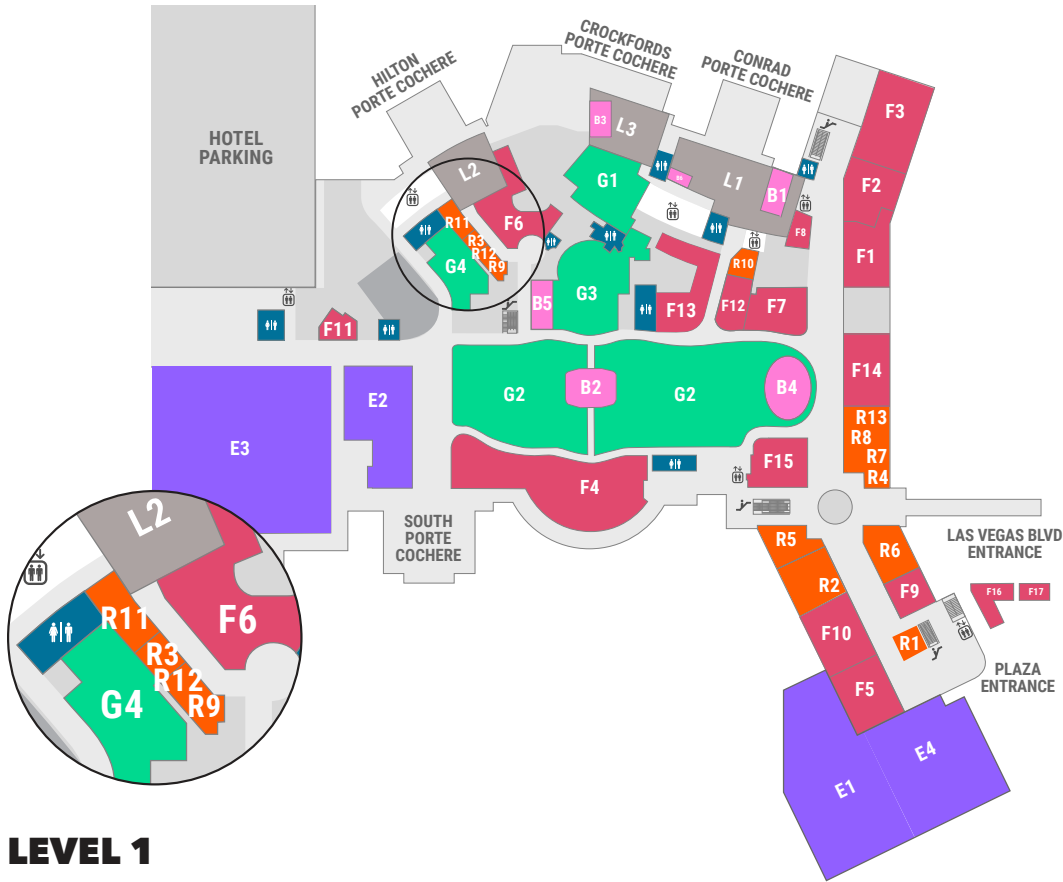 CROCKFORDS
PORTE COCHERE
CONRAD
PORTE COCHERE
HILTON
PORTE COCHERE
HOTEL
PARKING
F3
B3
L3
L2
L1
G1
B6
B1
F2
R11
F6
F8
R3
R12
R9
G4
R10
F1
B5
G3
F13
F12
F7
F11
F14
E2
G2
B2
G2
B4
R13
R8
R7
R4
E3
F15
F4
SOUTH
PORTE
COCHERE
LAS VEGAS BLVD
ENTRANCE
R5
R6
R2
F9
F16
F17
F10
R1
PLAZA
ENTRANCE
F5
E4
E1
L2
R11
F6
R3
R12
G4
R9
LEVEL 1